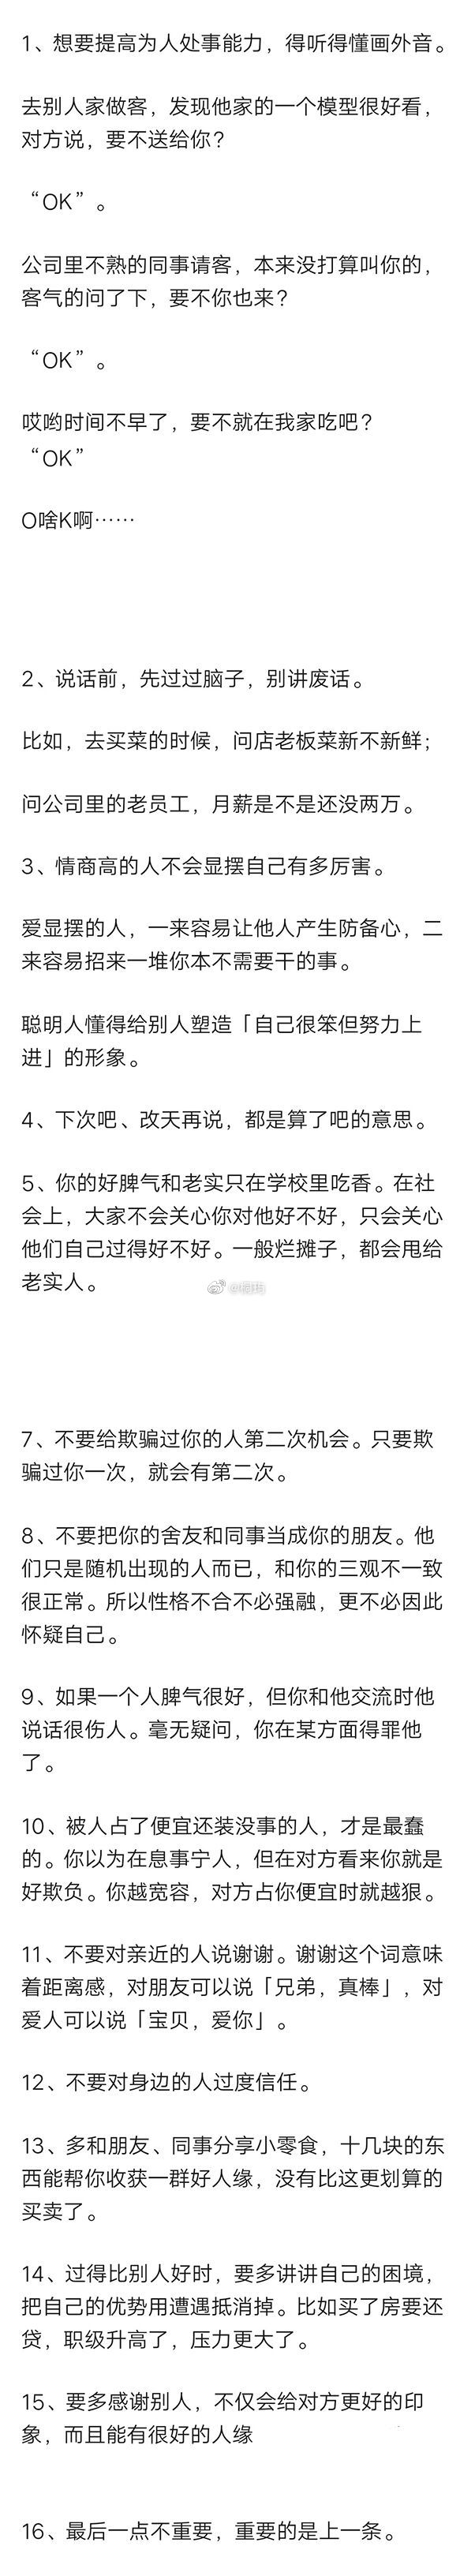 1、想要提高为人处事能力，得听得懂画外音。
去别人家做客，发现他家的一个模型很好看，
对方说，要不送给你？
“OK”。
公司里不熟的同事请客，本来没打算叫你的，
客气的问了下，要不你也来？
“OK”。
哎哟时间不早了，要不就在我家吃吧？
“OK”
O啥K啊……
2、说话前，先过过脑子，别讲废话。
比如，去买菜的时候，问店老板菜新不新鲜；
问公司里的老员工，月薪是不是还没两万。
3、情商高的人不会显摆自己有多厉害。
爱显摆的人，一来容易让他人产生防备心，二
来容易招来一堆你本不需要干的事。
聪明人懂得给别人塑造「自己很笨但努力上
进」的形象。
4、下次吧、改天再说，都是算了吧的意思。
5、你的好脾气和老实只在学校里吃香。在社
会上，大家不会关心你对他好不好，只会关心
他们自己过得好不好。一般烂摊子，都会甩给
老实人。
7、不要给欺骗过你的人第二次机会。只要欺
骗过你一次，就会有第二次。
8、不要把你的舍友和同事当成你的朋友。他
们只是随机出现的人而已，和你的三观不一致
很正常。所以性格不合不必强融，更不必因此
怀疑自己。
9、如果一个人脾气很好，但你和他交流时他
说话很伤人。毫无疑问，你在某方面得罪他
了。
10、被人占了便宜还装没事的人，才是最蠢
的。你以为在息事宁人，但在对方看来你就是
好欺负。你越宽容，对方占你便宜时就越狠。
11、不要对亲近的人说谢谢。谢谢这个词意味
着距离感，对朋友可以说「兄弟，真棒」，对
爱人可以说「宝贝，爱你」。
12、不要对身边的人过度信任。
13、多和朋友、同事分享小零食，十几块的东
西能帮你收获一群好人缘，没有比这更划算的
买卖了。
14、过得比别人好时，要多讲讲自己的困境，
把自己的优势用遭遇抵消掉。比如买了房要还
贷，职级升高了，压力更大了。
15、要多感谢别人，不仅会给对方更好的印
象，而且能有很好的人缘
16、最后一点不重要，重要的是上一条。